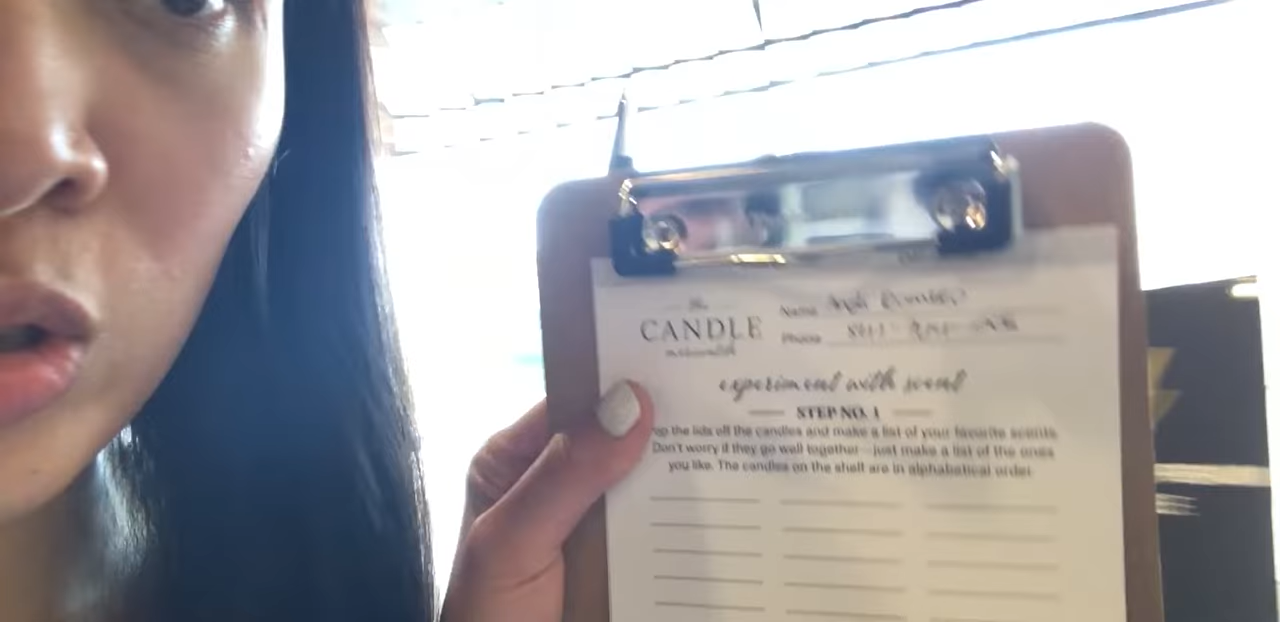 The
CANDLE
Name
Phone
experiment with scent
STEP NO. 1
the lids off the candles and make a list of your favorite scents.
Don't worry if they go well together—just make a list of the ones
you like. The candles on the shelf are in alphabetical order.